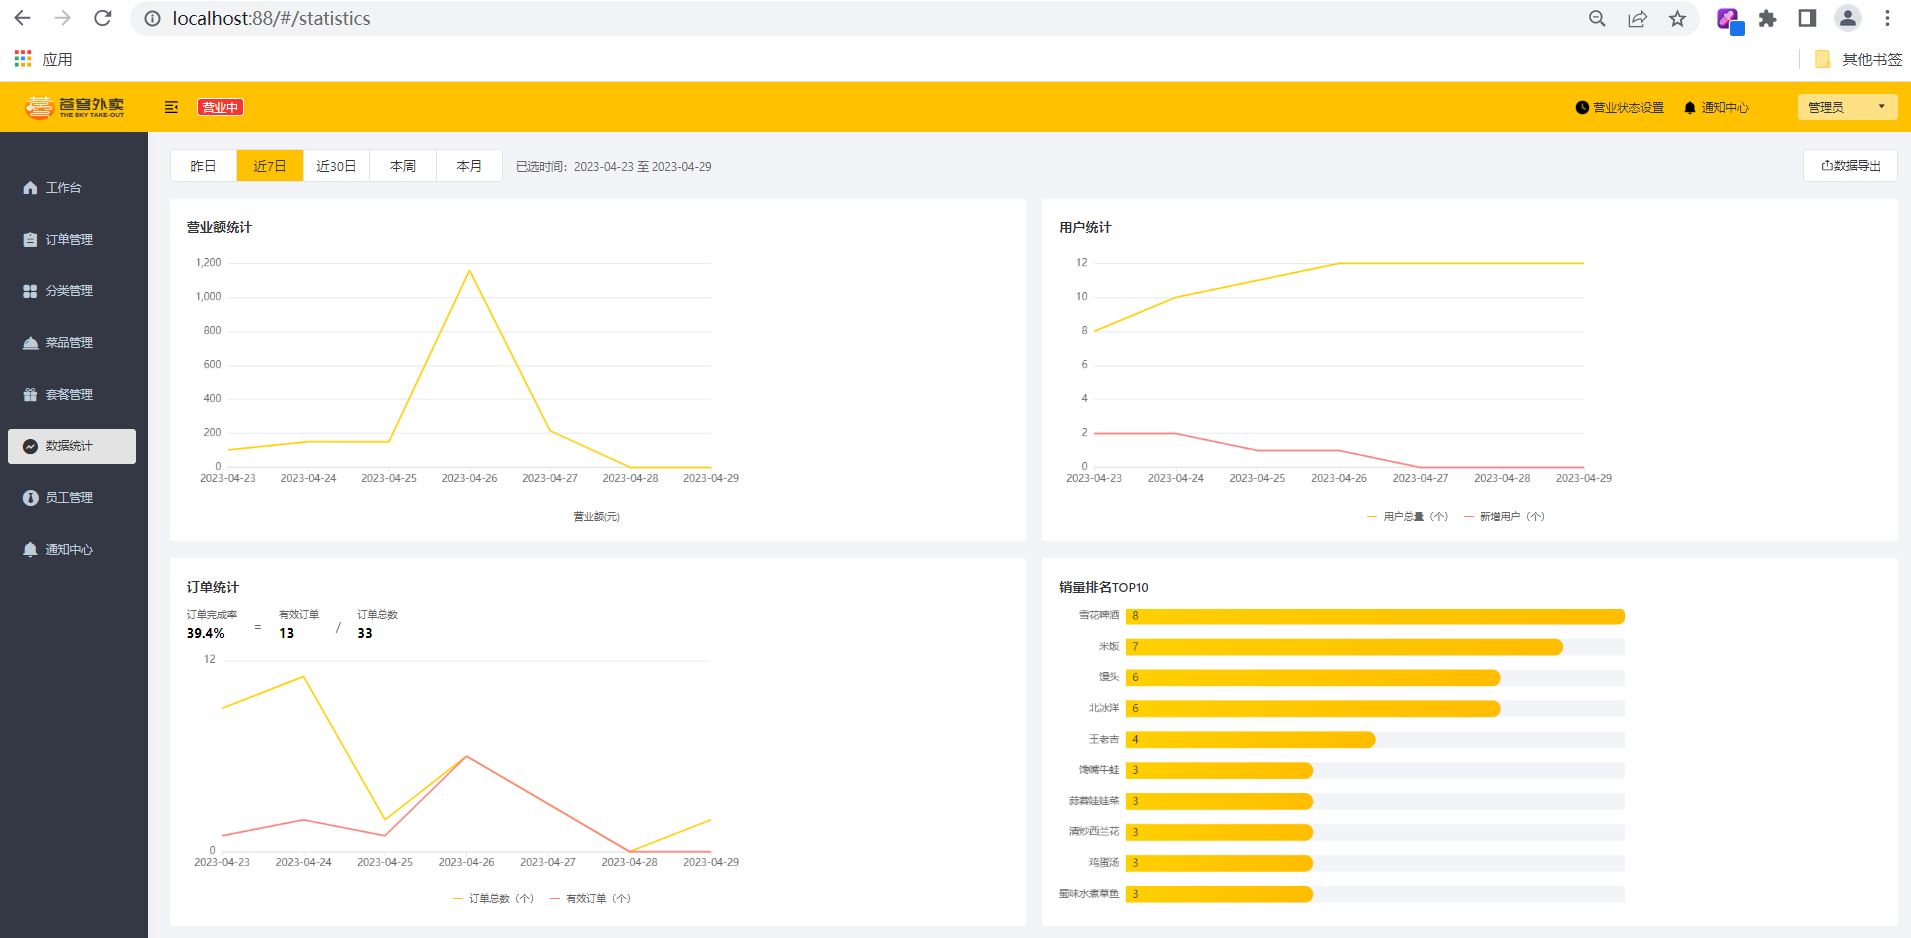 localhost:88/#/statistics
应用
其他书签
苍穹外卖
THE SKY TAKE-OUT
营业中
营业状态设置
通知中心
管理员
工作台
订单管理
分类管理
菜品管理
套餐管理
数据统计
员工管理
通知中心
昨日
近7日
近30日
本周
本月
已选时间：2023-04-23 至 2023-04-29
数据导出
营业额统计
1,200
1,000
800
600
400
200
0
2023-04-23 2023-04-24 2023-04-25 2023-04-26 2023-04-27 2023-04-28 2023-04-29
营业额(元)
用户统计
12
10
8
6
4
2
0
2023-04-23 2023-04-24 2023-04-25 2023-04-26 2023-04-27 2023-04-28 2023-04-29
用户总量（个） 新增用户（个）
订单统计
订单完成率 有效订单 订单总数
39.4% = 13 / 33
12
0
2023-04-23 2023-04-24 2023-04-25 2023-04-26 2023-04-27 2023-04-28 2023-04-29
订单总数（个） 有效订单（个）
销量排名TOP10
雪花啤酒 8
米饭 7
馒头 6
北冰洋 6
王老吉 4
馋嘴牛蛙 3
蒜蓉娃娃菜 3
清炒西兰花 3
鸡蛋汤 3
蜀味水煮草鱼 3